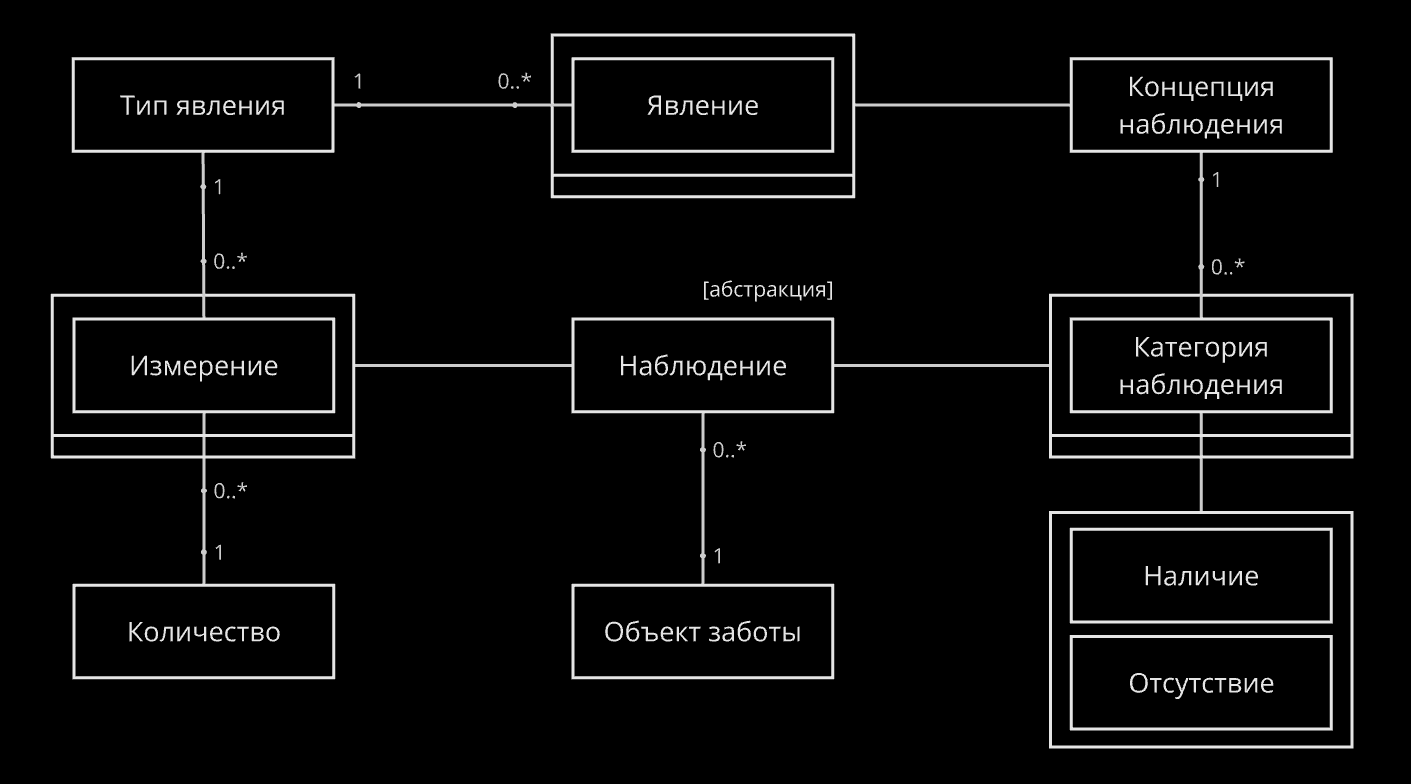 Тип явления
1
0..*
Явление
Концепция
наблюдения
1
0..*
1
0..*
[абстракция]
Измерение
Наблюдение
Категория
наблюдения
0..*
1
0..*
1
Количество
Объект заботы
Наличие
Отсутствие